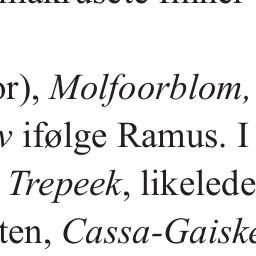 or), Molfoorblom,
v ifølge Ramus. I
Trepeek, likelede
ten, Cassa-Gaiske